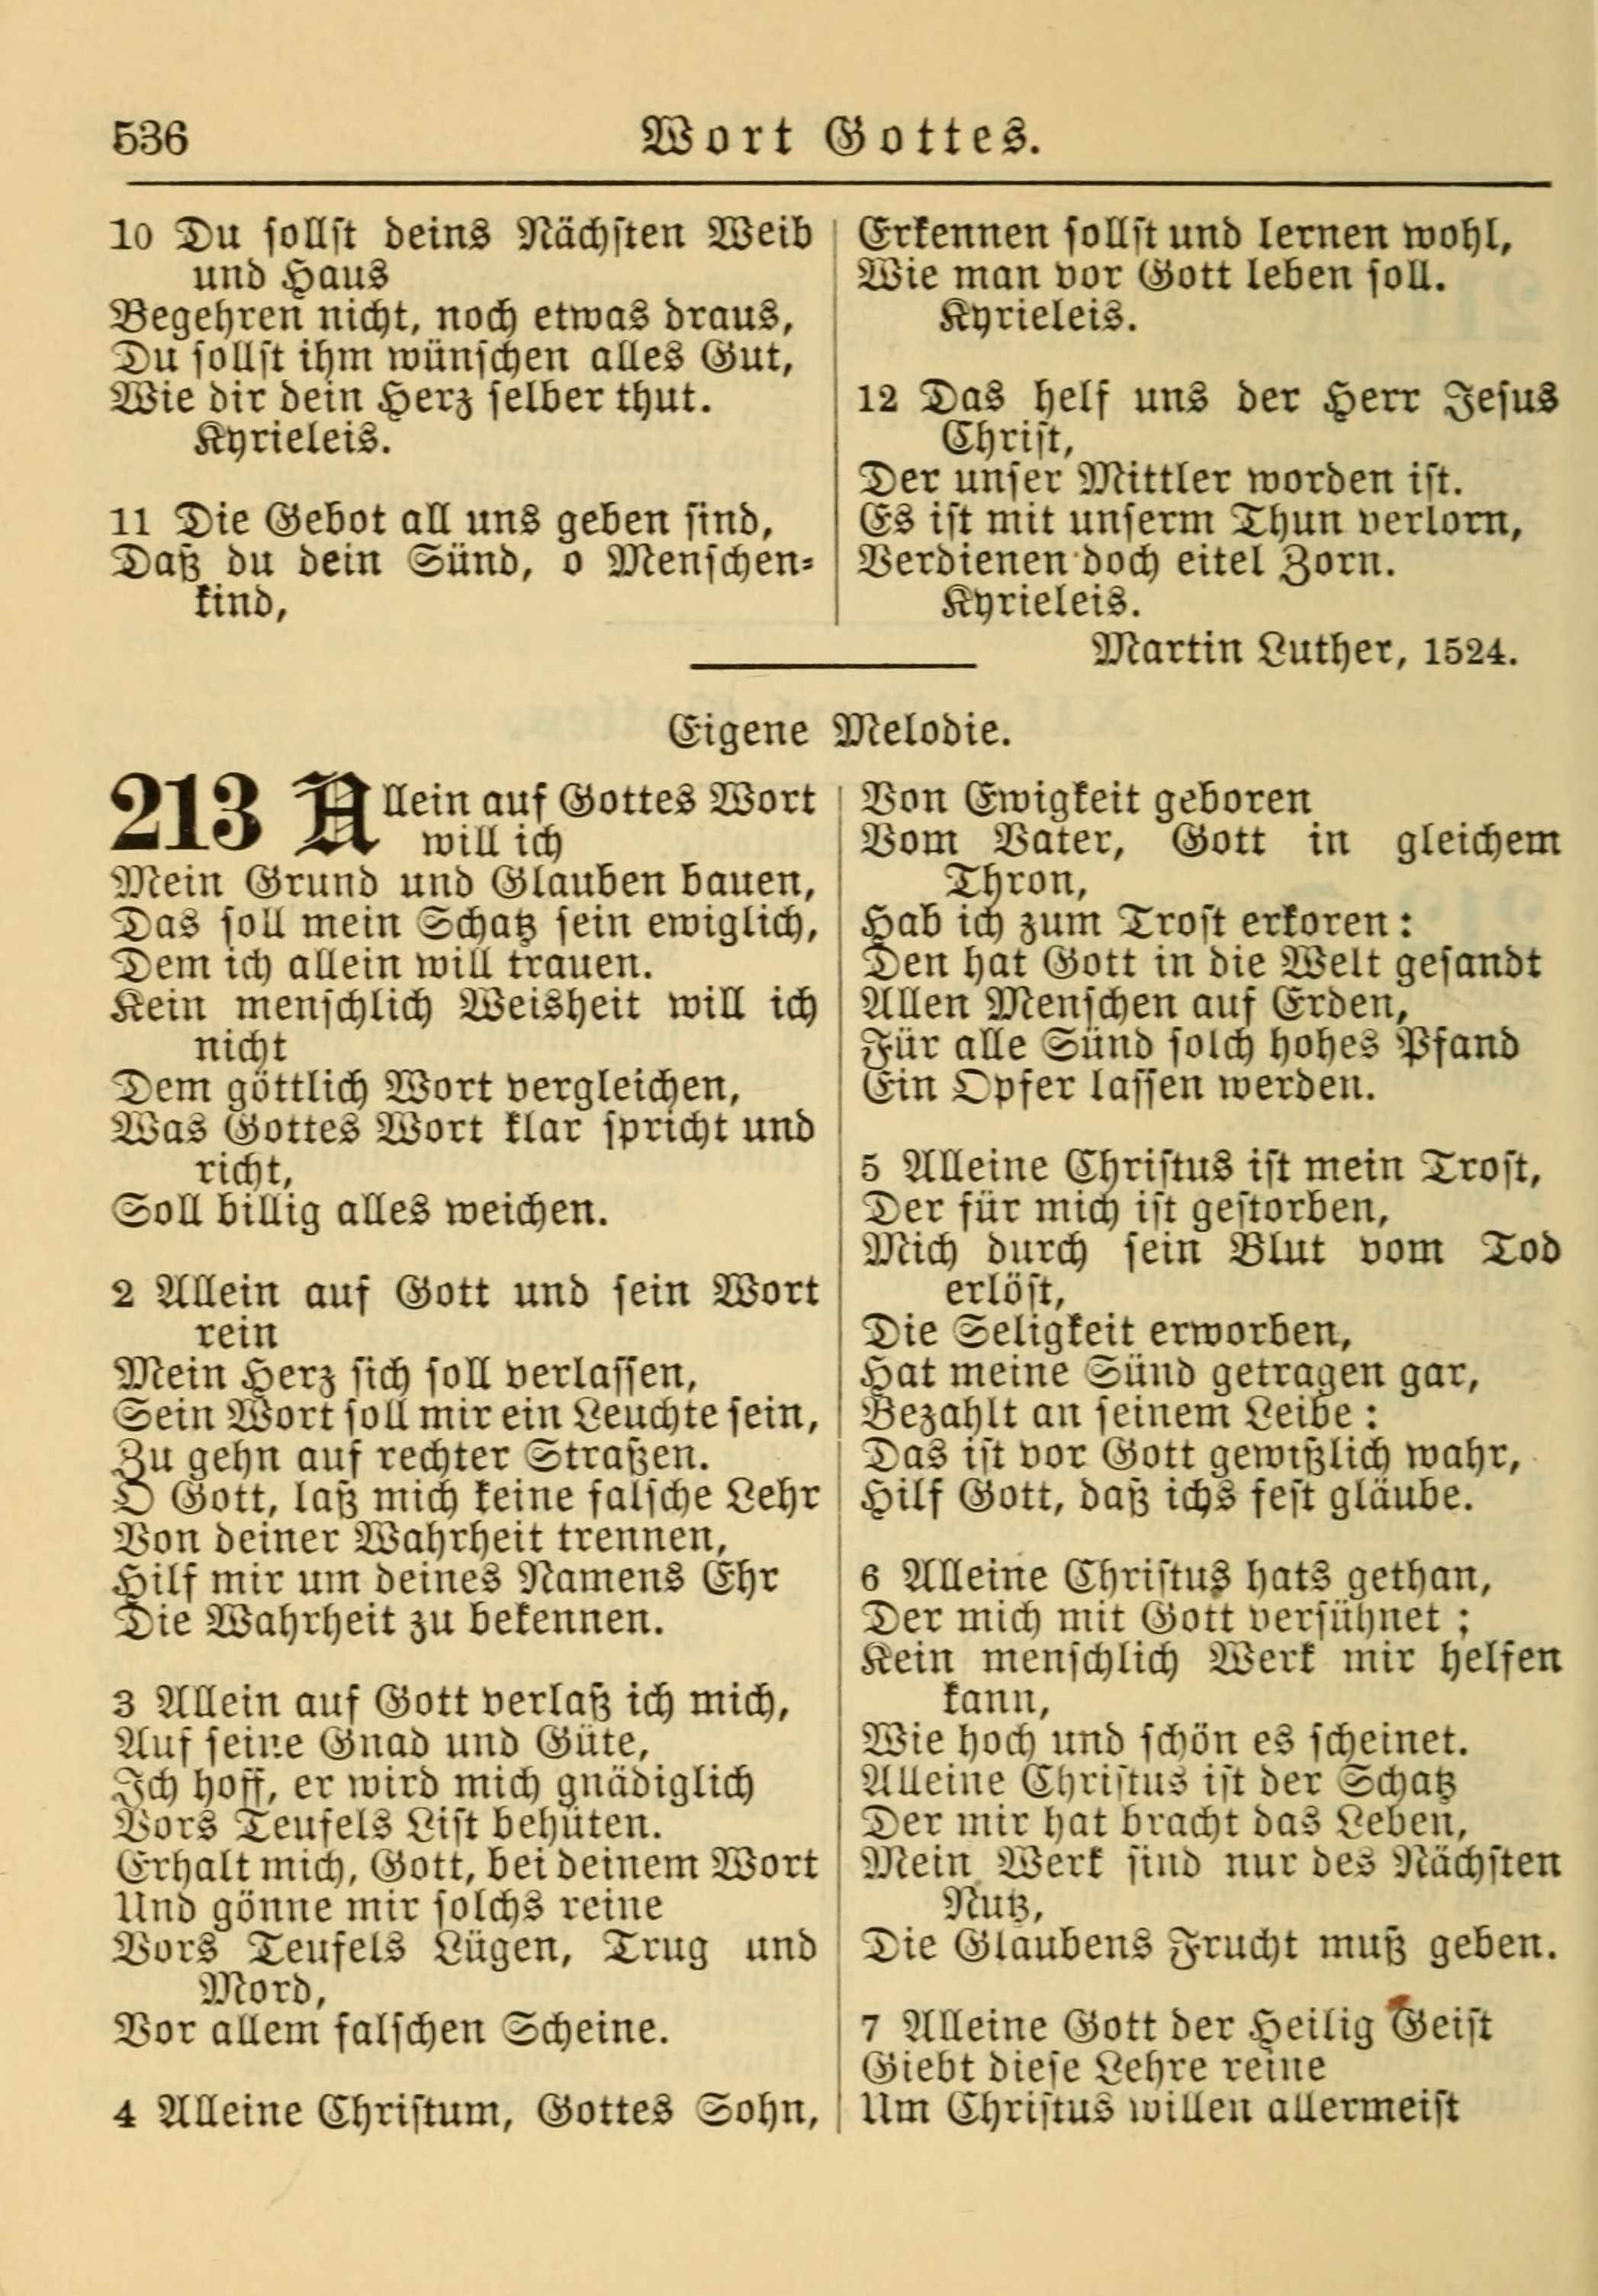 536
Wort Gottes.
10 Du sollst deins Nächsten Weib
und Haus
Begehren nicht, noch etwas draus,
Du sollst ihm wünschen alles Gut,
Wie dir dein Herz selber thut.
Kyrieleis.
11 Die Gebot all uns geben sind,
Daß du dein Sünd, o Menschen-
kind,
Erkennen sollst und lernen wohl,
Wie man vor Gott leben soll.
Kyrieleis.
12 Das helf uns der Herr Jesus
Christ,
Der unser Mittler worden ist.
Es ist mit unserm Thun verlorn,
Verdienen doch eitel Zorn.
Kyrieleis.
Martin Luther, 1524.
Eigene Melodie.
213 Allein auf Gottes Wort
will ich
Mein Grund und Glauben bauen,
Das soll mein Schatz sein ewiglich,
Dem ich allein will trauen.
Kein menschlich Weisheit will ich
nicht
Dem göttlich Wort vergleichen,
Was Gottes Wort klar spricht und
richt,
Soll billig alles weichen.
2 Allein auf Gott und sein Wort
rein
Mein Herz sich soll verlassen,
Sein Wort soll mir ein Leuchte sein,
Zu gehn auf rechter Straßen.
O Gott, laß mich keine falsche Lehr
Von deiner Wahrheit trennen,
Hilf mir um deines Namens Ehr
Die Wahrheit zu bekennen.
3 Allein auf Gott verlaß ich mich,
Auf seine Gnad und Güte,
Ich hoff, er wird mich gnädiglich
Vors Teufels List behüten.
Erhalt mich, Gott, bei deinem Wort
Und gönne mir solchs reine
Vors Teufels Lügen, Trug und
Mord,
Vor allem falschen Scheine.
4 Alleine Christum, Gottes Sohn,
Von Ewigkeit geboren
Vom Vater, Gott in gleichem
Thron,
Hab ich zum Trost erkoren:
Den hat Gott in die Welt gesandt
Allen Menschen auf Erden,
Für alle Sünd solch hohes Pfand
Ein Opfer lassen werden.
5 Alleine Christus ist mein Trost,
Der für mich ist gestorben,
Mich durch sein Blut vom Tod
erlöst,
Die Seligkeit erworben,
Hat meine Sünd getragen gar,
Bezahlt an seinem Leibe:
Das ist vor Gott gewißlich wahr,
Hilf Gott, daß ichs fest gläube.
6 Alleine Christus hats gethan,
Der mich mit Gott versühnet;
Kein menschlich Werk mir helfen
kann,
Wie hoch und schön es scheinet.
Alleine Christus ist der Schatz
Der mir hat bracht das Leben,
Mein Werk sind nur des Nächsten
Nutz,
Die Glaubens Frucht muß geben.
7 Alleine Gott der Heilig Geist
Giebt diese Lehre reine
Um Christus willen allermeist